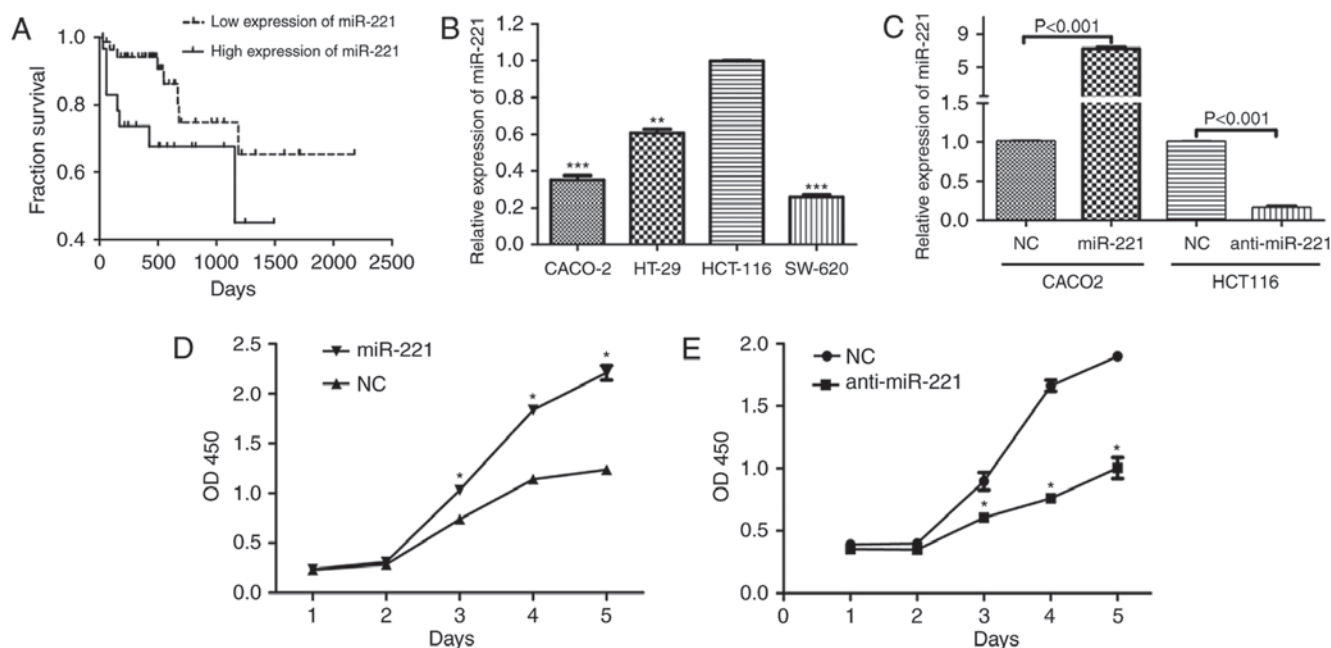 A
Low expression of miR-221
High expression of miR-221
Fraction survival
1.0
0.8
0.6
0.4
0 500 1000 1500 2000 2500
Days
B
Relative expression of miR-221
1.2
1.0
0.8
0.6
0.4
0.2
0.0
***
**
***
CACO-2 HT-29 HCT-116 SW-620
C
Relative expression of miR-221
9
5
1.5
1.0
0.5
0.0
P<0.001
P<0.001
NC miR-221 NC anti-miR-221
CACO2 HCT116
D
miR-221
NC
OD 450
2.5
2.0
1.5
1.0
0.5
0.0
*
*
*
1 2 3 4 5
Days
E
NC
anti-miR-221
OD 450
2.0
1.5
1.0
0.5
0.0
*
*
*
0 1 2 3 4 5
Days